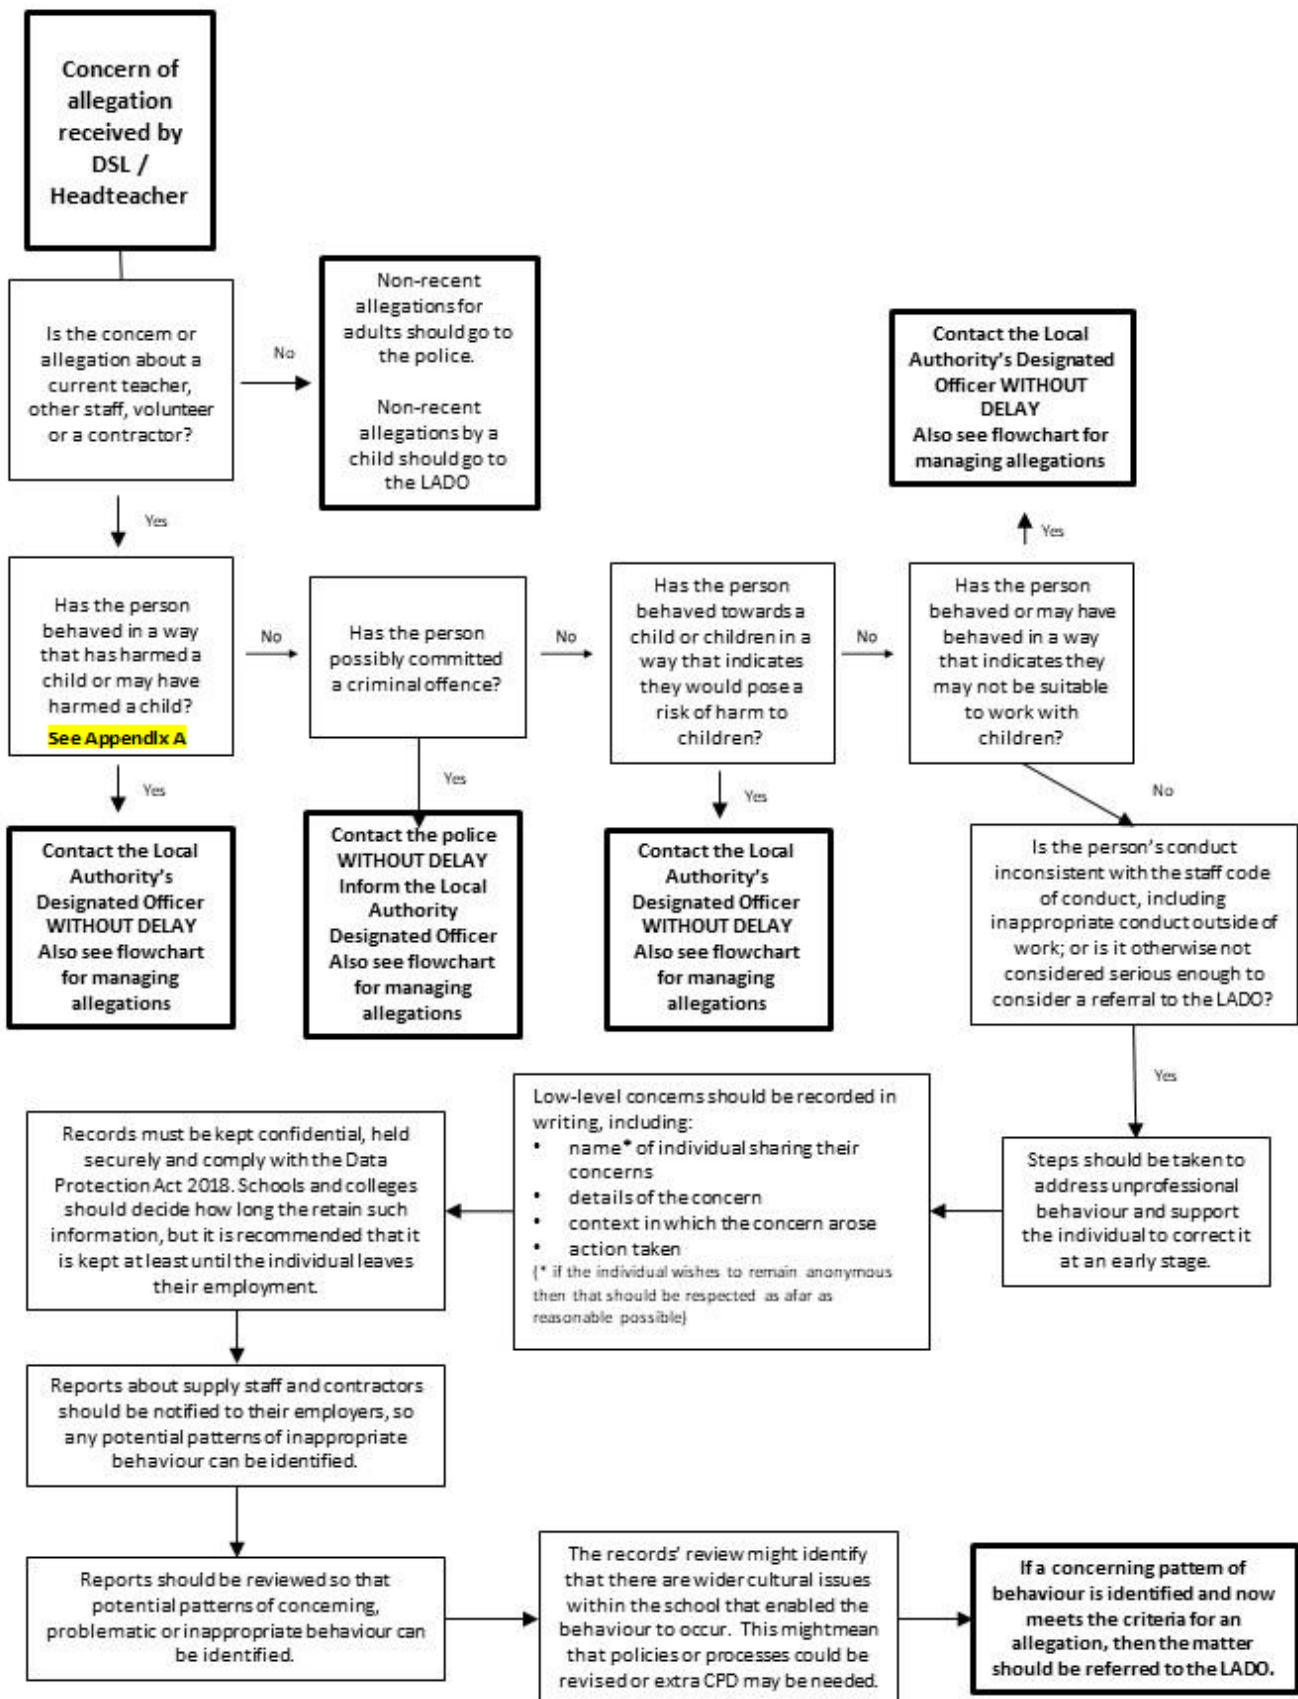 Concern of
allegation
received by
DSL /
Headteacher
Is the concern or
allegation about a
current teacher,
other staff, volunteer
or a contractor?
No
Non-recent
allegations for
adults should go to
the police.
Non-recent
allegations by a
child should go to
the LADO
Contact the Local
Authority's Designated
Officer WITHOUT
DELAY
Also see flowchart for
managing allegations
Yes
Yes
Has the person
behaved in a way
that has harmed a
child or may have
harmed a child?
See Appendix A
No
Has the person
possibly committed
a criminal offence?
No
Has the person
behaved towards a
child or children in a
way that indicates
they would pose a
risk of harm to
children?
No
Has the person
behaved or may have
behaved in a way
that indicates they
may not be suitable
to work with
children?
Yes
Yes
Yes
No
Contact the Local
Authority's
Designated Officer
WITHOUT DELAY
Also see flowchart
for managing
allegations
Contact the police
WITHOUT DELAY
Inform the Local
Authority
Designated Officer
Also see flowchart
for managing
allegations
Contact the Local
Authority's
Designated Officer
WITHOUT DELAY
Also see flowchart
for managing
allegations
Is the person's conduct
inconsistent with the staff code
of conduct, including
inappropriate conduct outside of
work; or is it otherwise not
considered serious enough to
consider a referral to the LADO?
Yes
Steps should be taken to
address unprofessional
behaviour and support
the individual to correct it
at an early stage.
Low-level concerns should be recorded in
writing, including:
• name* of individual sharing their
concerns
• details of the concern
• context in which the concern arose
• action taken
(* if the individual wishes to remain anonymous
then that should be respected as afar as
reasonable possible)
Records must be kept confidential, held
securely and comply with the Data
Protection Act 2018. Schools and colleges
should decide how long the retain such
information, but it is recommended that it
is kept at least until the individual leaves
their employment.
Reports about supply staff and contractors
should be notified to their employers, so
any potential patterns of inappropriate
behaviour can be identified.
Reports should be reviewed so that
potential patterns of concerning,
problematic or inappropriate behaviour can
be identified.
The records' review might identify
that there are wider cultural issues
within the school that enabled the
behaviour to occur. This might mean
that policies or processes could be
revised or extra CPD may be needed.
If a concerning pattern of
behaviour is identified and now
meets the criteria for an
allegation, then the matter
should be referred to the LADO.